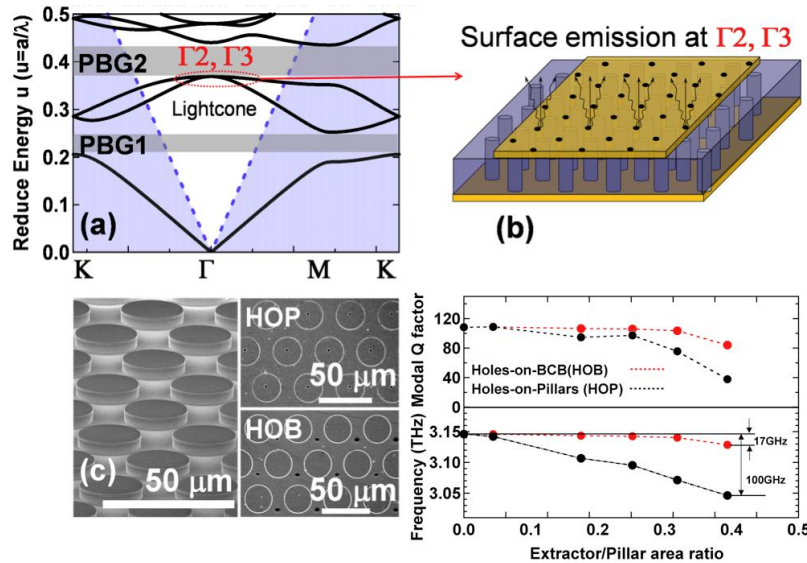 0.5
0.4
0.3
0.2
0.1
0.0
Reduce Energy u (u=a/λ)
PBG2
Γ2, Γ3
Lightcone
PBG1
(a)
K
Γ
M
K
Surface emission at Γ2, Γ3
(b)
(c)
50 μm
HOP
50 μm
HOB
50 μm
120
80
40
0
Modal Q factor
Holes-on-BCB(HOB)
Holes-on-Pillars (HOP)
3.15
3.10
3.05
Frequency (THz)
17GHz
100GHz
0.0
0.1
0.2
0.3
0.4
0.5
Extractor/Pillar area ratio